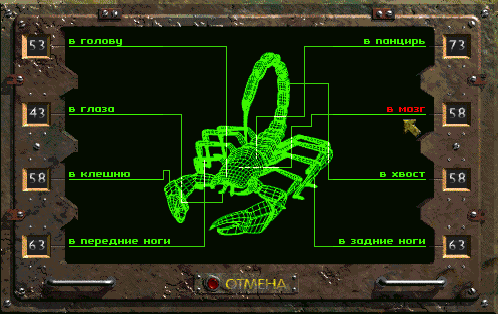 53 в голову в панцирь 73
43 в глаза в мозг 58
58 в клешню в хвост 58
63 в передние ноги в задние ноги 63
ОТМЕНА